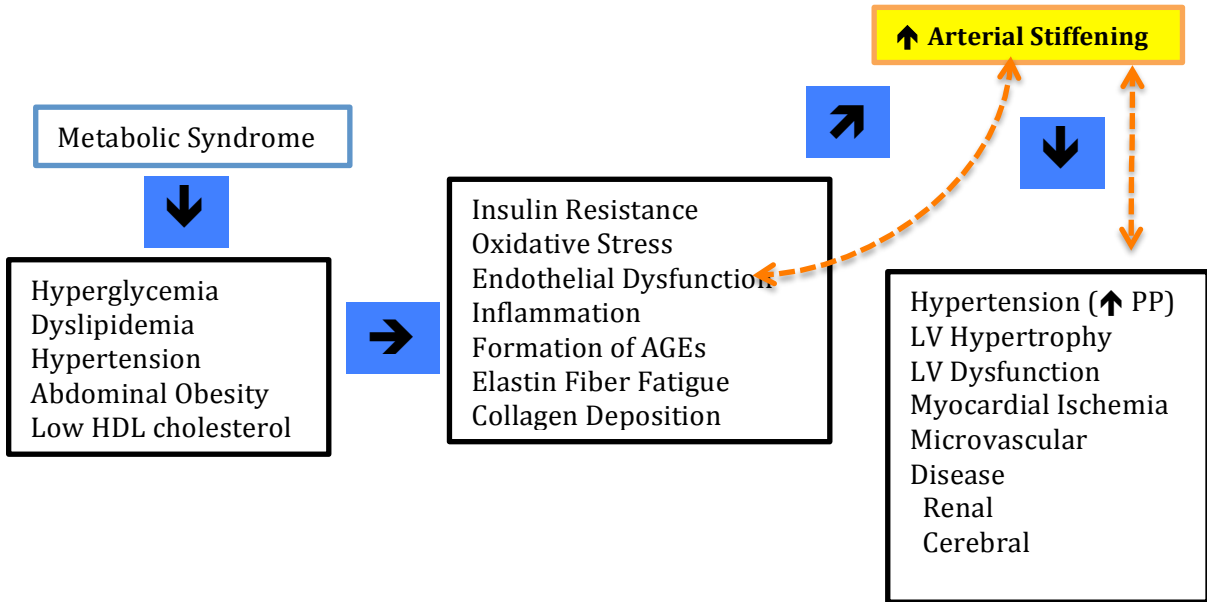 ↑ Arterial Stiffening
Metabolic Syndrome
Hyperglycemia
Dyslipidemia
Hypertension
Abdominal Obesity
Low HDL cholesterol
Insulin Resistance
Oxidative Stress
Endothelial Dysfunction
Inflammation
Formation of AGEs
Elastin Fiber Fatigue
Collagen Deposition
Hypertension (↑ PP)
LV Hypertrophy
LV Dysfunction
Myocardial Ischemia
Microvascular
Disease
Renal
Cerebral